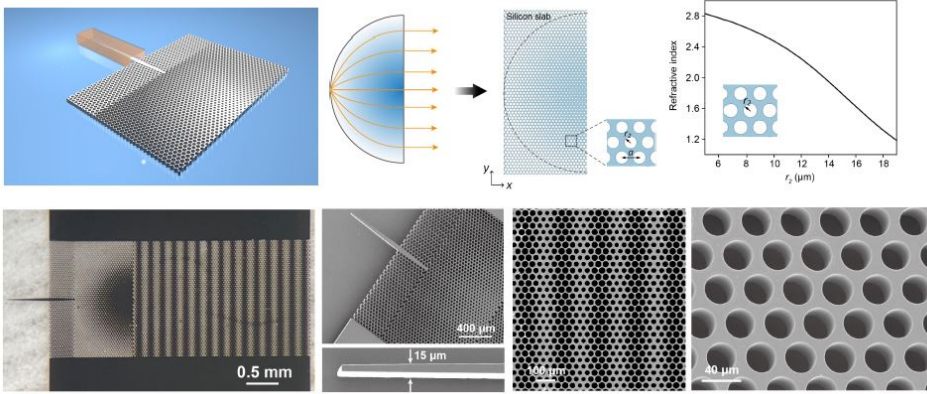 Silicon slab
r₂
a
y
x
Refractive index
2.8
2.4
2.0
1.6
1.2
r₂
6
8
10
12
14
16
18
r₂ (μm)
0.5 mm
400 μm
15 μm
100 μm
40 μm